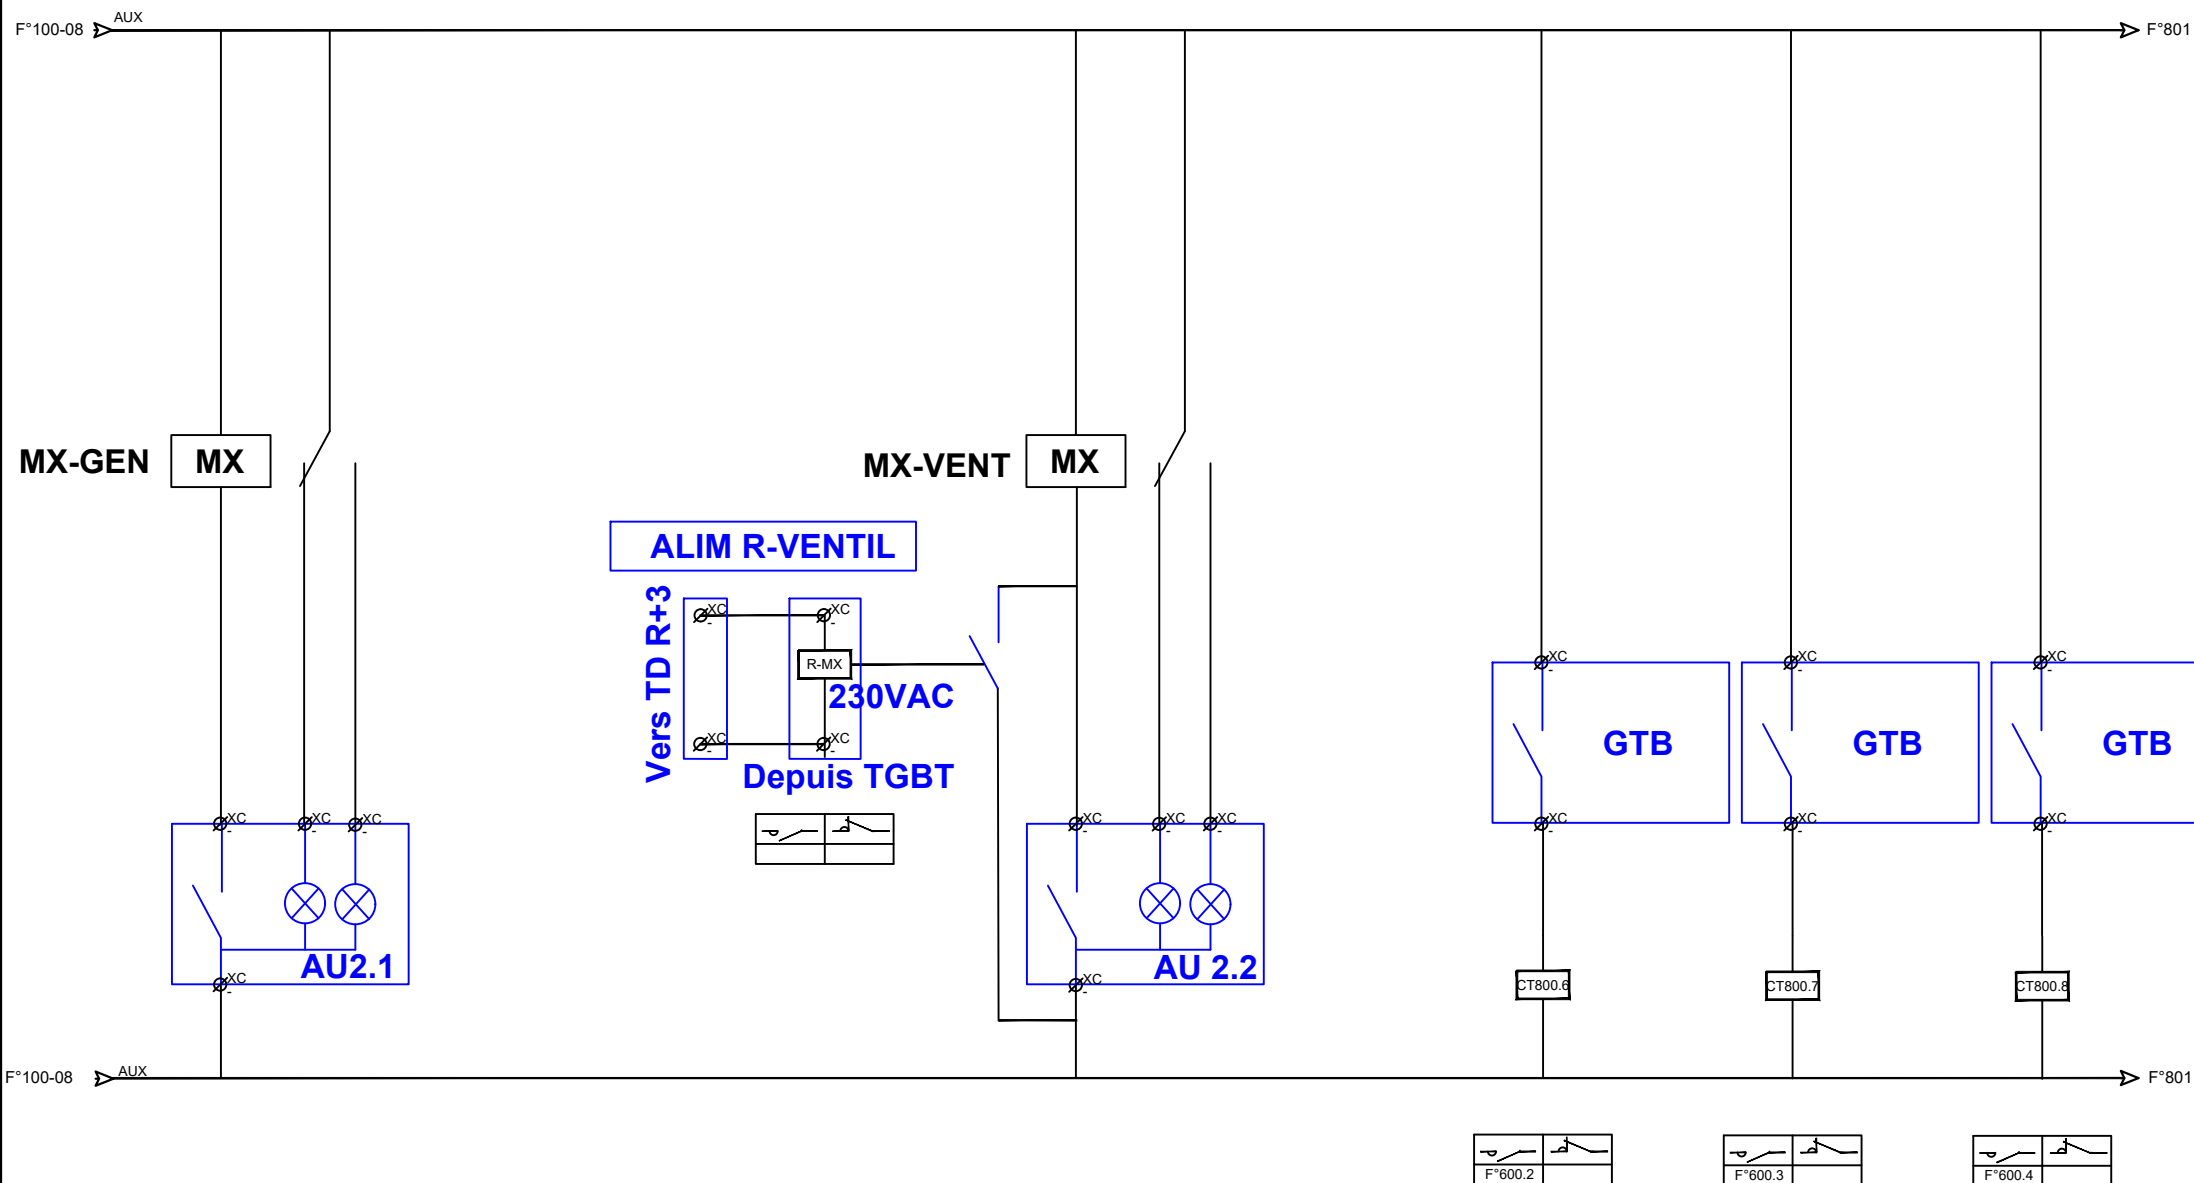 AUX
F°100-08
F°801
MX-GEN
MX
MX-VENT
MX
ALIM R-VENTIL
Vers TD R+3
XC
-
XC
-
R-MX
230VAC
XC
-
XC
-
Depuis TGBT
XC
-
XC
-
XC
-
GTB
GTB
GTB
XC
-
XC
-
XC
-
XC
-
XC
-
XC
-
XC
-
XC
-
XC
-
AU2.1
AU 2.2
XC
-
XC
-
CT800.6
CT800.7
CT800.8
F°100-08
AUX
F°801
F°600.2
F°600.3
F°600.4